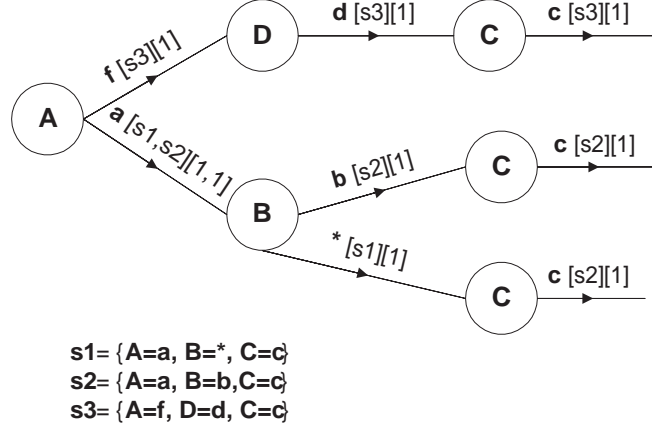 D
d [s3][1]
C
c [s3][1]
f [s3][1]
A
a [s1,s2][1,1]
B
b [s2][1]
C
c [s2][1]
* [s1][1]
C
c [s2][1]
s1= {A=a, B=*, C=c}
s2= {A=a, B=b,C=c}
s3= {A=f, D=d, C=c}